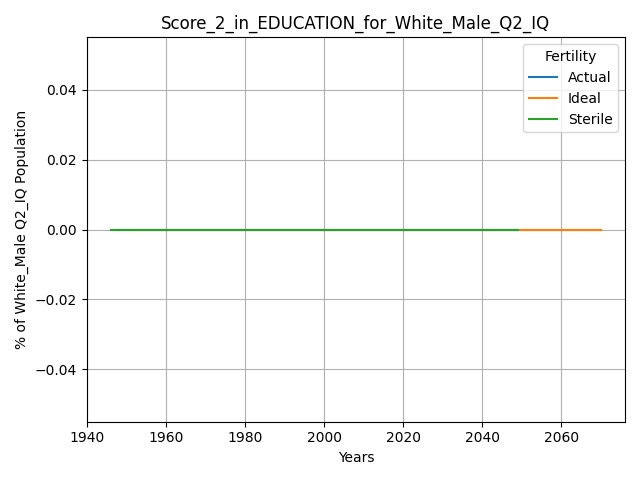 Score_2_in_EDUCATION_for_White_Male_Q2_IQ
Fertility
Actual
Ideal
Sterile
% of White_Male Q2_IQ Population
0.04
0.02
0.00
−0.02
−0.04
1940 1960 1980 2000 2020 2040 2060
Years